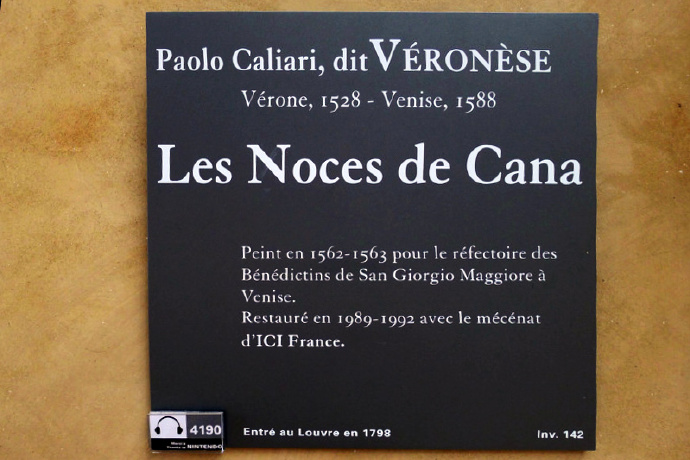 Paolo Caliari, dit VÉRONÈSE
Vérone, 1528 - Venise, 1588
Les Noces de Cana
Peint en 1562-1563 pour le réfectoire des
Bénédictins de San Giorgio Maggiore à
Venise.
Restauré en 1989-1992 avec le mécénat
d'ICI France.
4190
NINTENDO
Entré au Louvre en 1798
Inv. 142